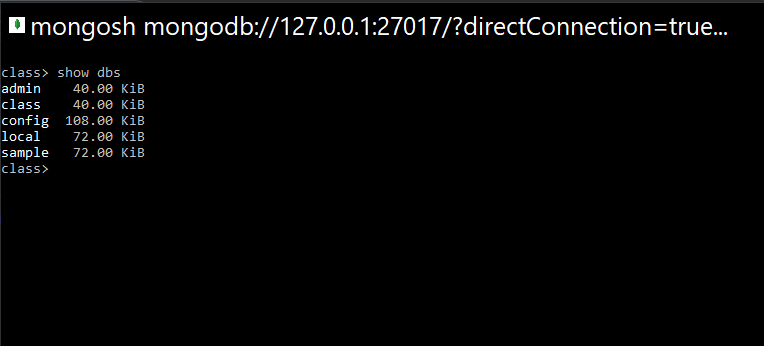 mongosh mongodb://127.0.0.1:27017/?directConnection=true...
class> show dbs
admin    40.00 KiB
class    40.00 KiB
config  108.00 KiB
local    72.00 KiB
sample   72.00 KiB
class>